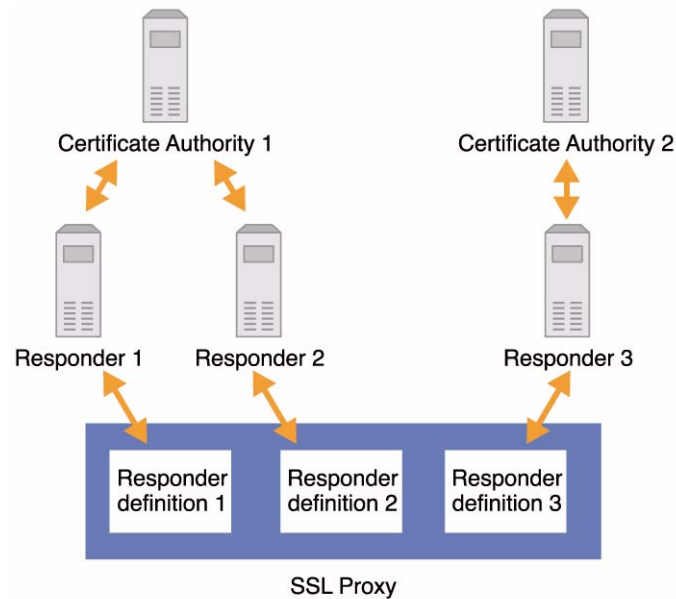 Certificate Authority 1
Certificate Authority 2
Responder 1
Responder 2
Responder 3
Responder
definition 1
Responder
definition 2
Responder
definition 3
SSL Proxy